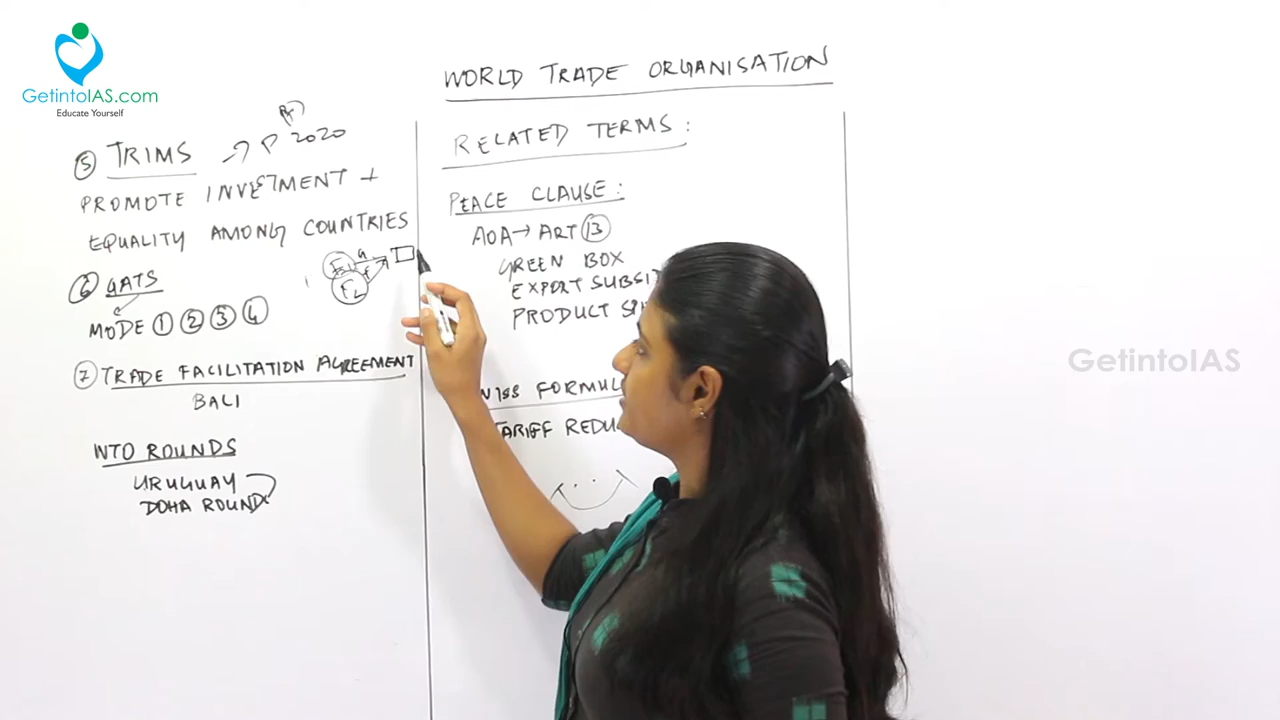 GetintoIAS.com
Educate Yourself
WORLD TRADE ORGANISATION
⑤ TRIMS → P 2020
PROMOTE INVESTMENT +
EQUALITY AMONG COUNTRIES
⑥ GATS
MODE ① ② ③ ④
⑦ TRADE FACILITATION AGREEMENT
BALI
WTO ROUNDS
URUGUAY
DOHA ROUND
RELATED TERMS:
PEACE CLAUSE:
AOA → ART ⑬
GREEN BOX
EXPORT SUBSI
PRODUCT SP
WISS FORMUL
TARIFF REDU
GetintoIAS